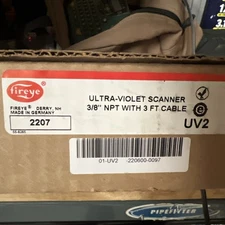 fireye
ULTRA-VIOLET SCANNER
3/8" NPT WITH 3 FT.CABLE
FIREYE® DERRY, NH
MADE IN GERMANY
2207
UV2
01-UV2 220600-0097
PIPEFITTER